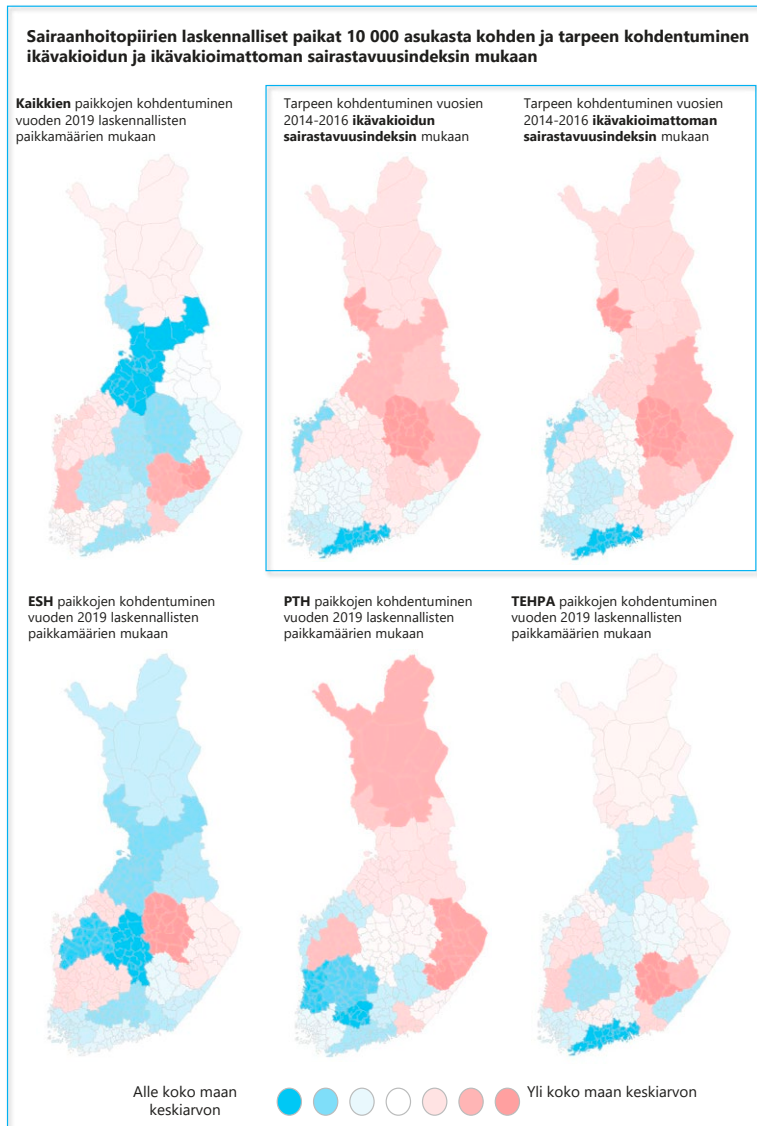 Sairaanhoitopiirien laskennalliset paikat 10 000 asukasta kohden ja tarpeen kohdentuminen
ikävakioidun ja ikävakioimattoman sairastavuusindeksin mukaan
Kaikkien paikkojen kohdentuminen
vuoden 2019 laskennallisten
paikkamäärien mukaan
Tarpeen kohdentuminen vuosien
2014-2016 ikävakioidun
sairastavuusindeksin mukaan
Tarpeen kohdentuminen vuosien
2014-2016 ikävakioimattoman
sairastavuusindeksin mukaan
ESH paikkojen kohdentuminen
vuoden 2019 laskennallisten
paikkamäärien mukaan
PTH paikkojen kohdentuminen
vuoden 2019 laskennallisten
paikkamäärien mukaan
TEHPA paikkojen kohdentuminen
vuoden 2019 laskennallisten
paikkamäärien mukaan
Alle koko maan
keskiarvon
Yli koko maan keskiarvon